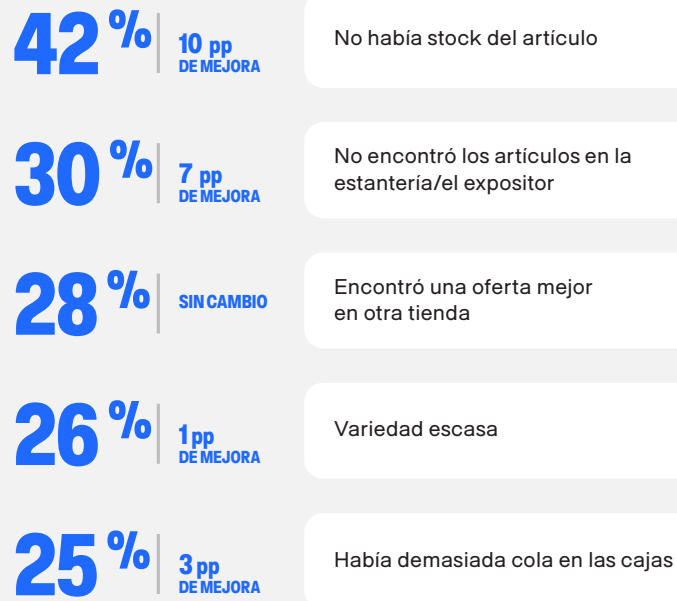 42 %
10 pp
DE MEJORA
No había stock del artículo
30 %
7 pp
DE MEJORA
No encontró los artículos en la
estantería/el expositor
28 %
SIN CAMBIO
Encontró una oferta mejor
en otra tienda
26 %
1 pp
DE MEJORA
Variedad escasa
25 %
3 pp
DE MEJORA
Había demasiada cola en las cajas